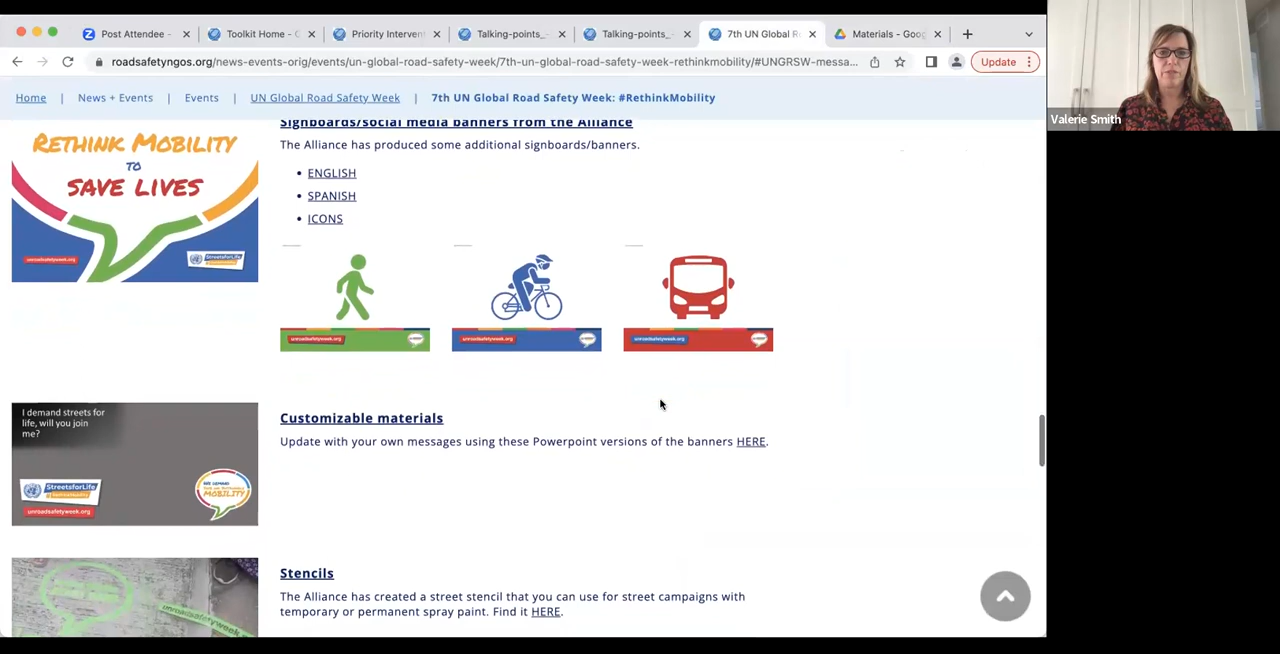 Post Attendee -
Toolkit Home - C
Priority Interven
Talking-points_
Talking-points_
7th UN Global R
Materials - Goog
roadsafetyngos.org/news-events-orig/events/un-global-road-safety-week/7th-un-global-road-safety-week-rethinkmobility/#UNGRSW-messa...
Update
Home | News + Events | Events | UN Global Road Safety Week | 7th UN Global Road Safety Week: #RethinkMobility
Valerie Smith
RETHINK MOBILITY
TO
SAVE LIVES
unroadsafetyweek.org
StreetsforLife
Signboards/social media banners from the Alliance
The Alliance has produced some additional signboards/banners.
• ENGLISH
• SPANISH
• ICONS
unroadsafetyweek.org
unroadsafetyweek.org
unroadsafetyweek.org
I demand streets for
life, will you join
me?
StreetsforLife
unroadsafetyweek.org
MOBILITY
Customizable materials
Update with your own messages using these Powerpoint versions of the banners HERE.
unroadsafetyweek
Stencils
The Alliance has created a street stencil that you can use for street campaigns with
temporary or permanent spray paint. Find it HERE.